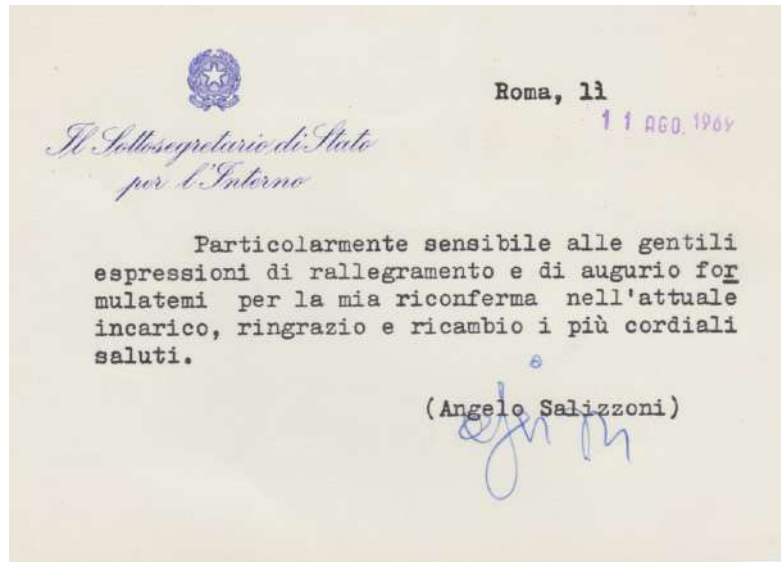 Roma, lì
11 AGO. 1969
Il Sottosegretario di Stato
per l'Interno
Particolarmente sensibile alle gentili
espressioni di rallegramento e di augurio for
mulatemi per la mia riconferma nell'attuale
incarico, ringrazio e ricambio i più cordiali
saluti.
(Angelo Salizzoni)